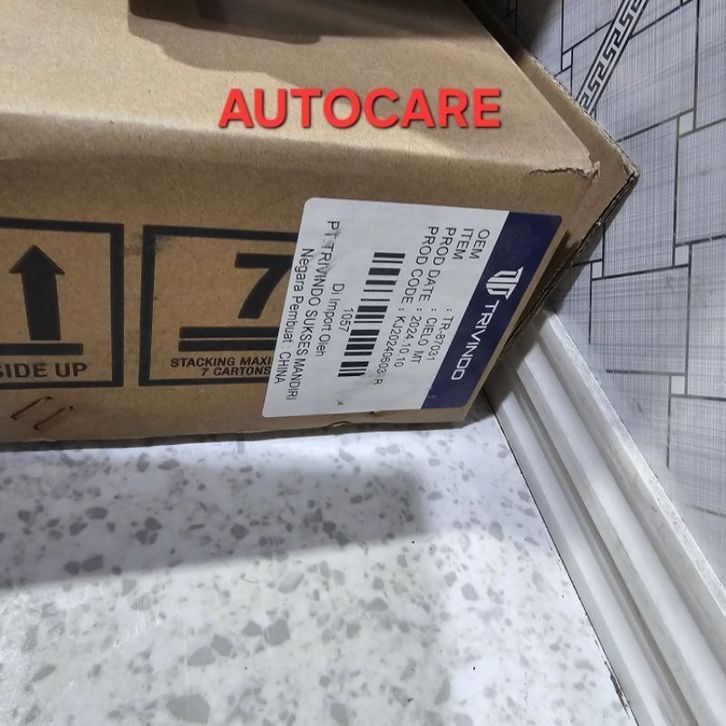 AUTOCARE
SIDE UP
7
STACKING MAXI
7 CARTONS
TRIVINDO
OEM : TR-87031
ITEM : CIELO MT
PROD DATE : 2024.10.10
PROD CODE : KJ20240603
1057
Di Import Oleh
PT TRIVINDO SUKSES MANDIRI
Negara Pembuat : CHINA